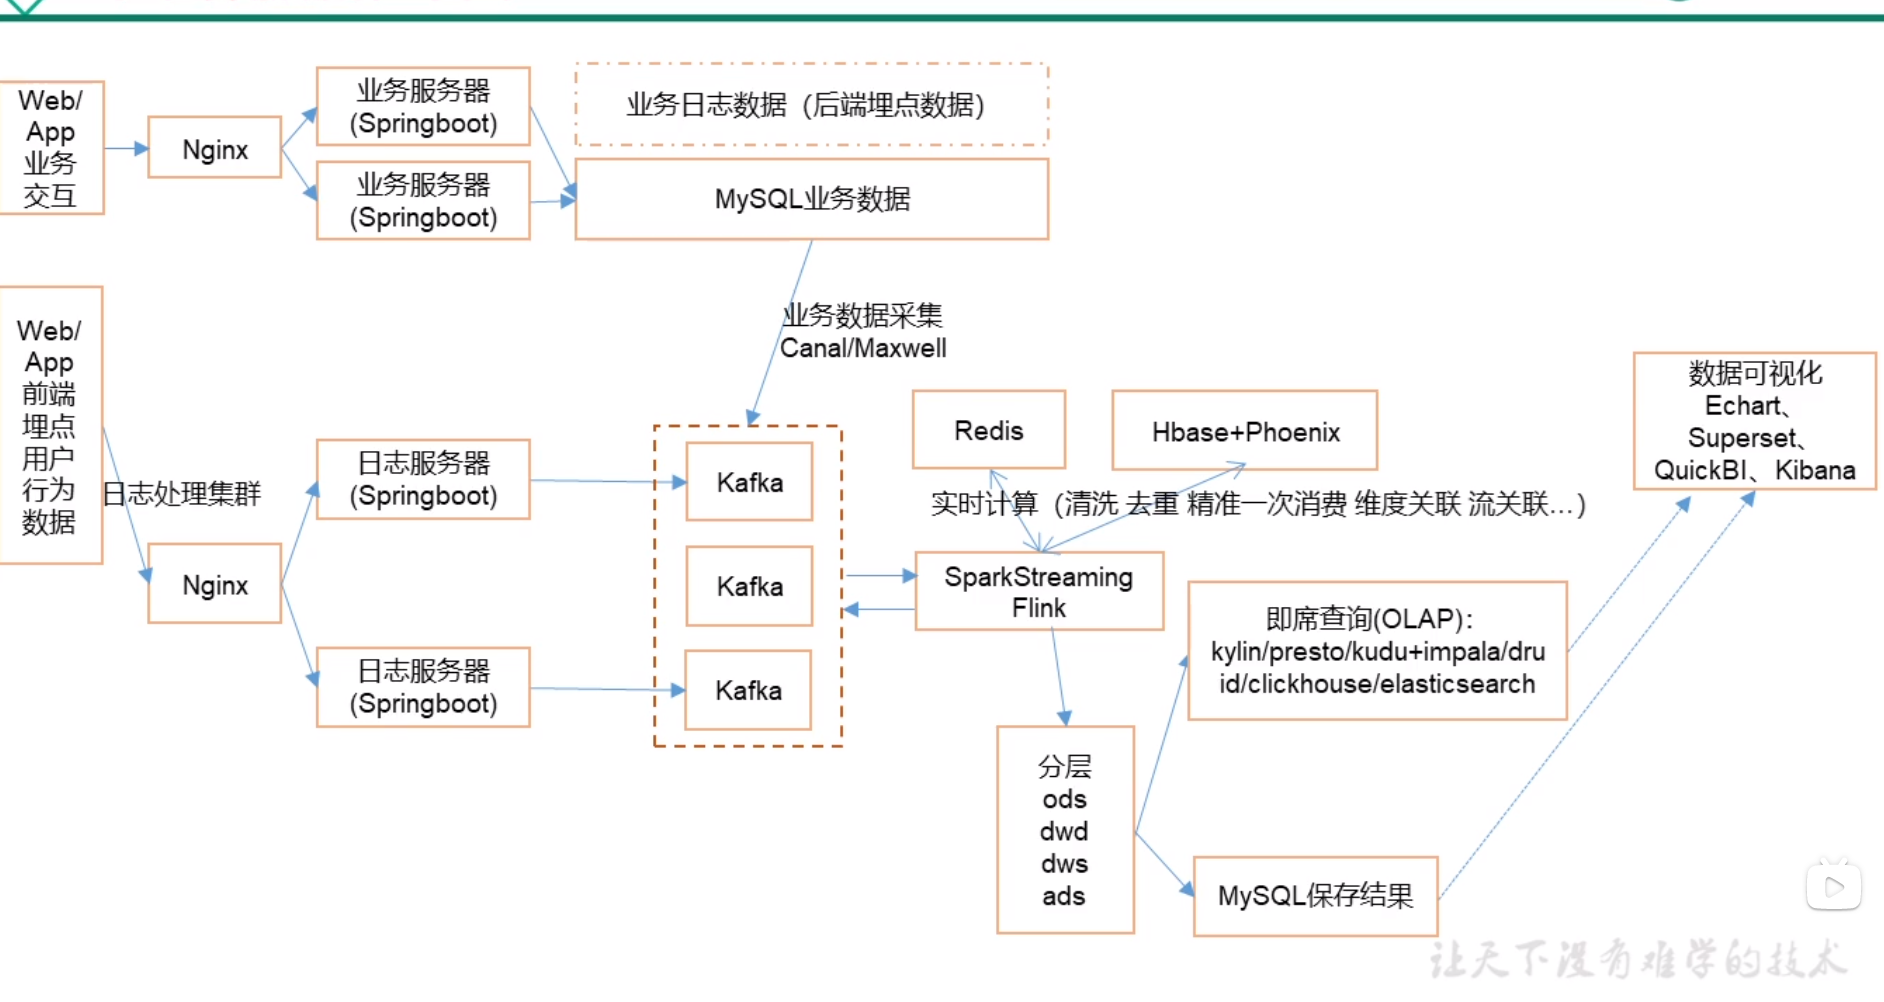 Web/
App
业务
交互
Nginx
业务服务器
(Springboot)
业务服务器
(Springboot)
业务日志数据（后端埋点数据）
MySQL业务数据
业务数据采集
Canal/Maxwell
Web/
App
前端
埋点
用户
行为
数据
日志处理集群
Nginx
日志服务器
(Springboot)
日志服务器
(Springboot)
Kafka
Kafka
Kafka
Redis
Hbase+Phoenix
实时计算（清洗 去重 精准一次消费 维度关联 流关联...）
SparkStreaming
Flink
分层
ods
dwd
dws
ads
即席查询(OLAP)：
kylin/presto/kudu+impala/dru
id/clickhouse/elasticsearch
MySQL保存结果
数据可视化
Echart、
Superset、
QuickBI、Kibana
让天下没有难学的技术